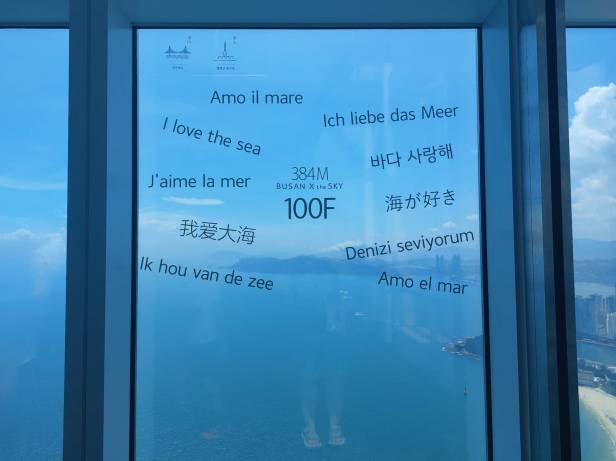 Amo il mare
Ich liebe das Meer
I love the sea
바다 사랑해
J'aime la mer
384M
BUSAN X the SKY
100F
海が好き
我爱大海
Denizi seviyorum
Ik hou van de zee
Amo el mar